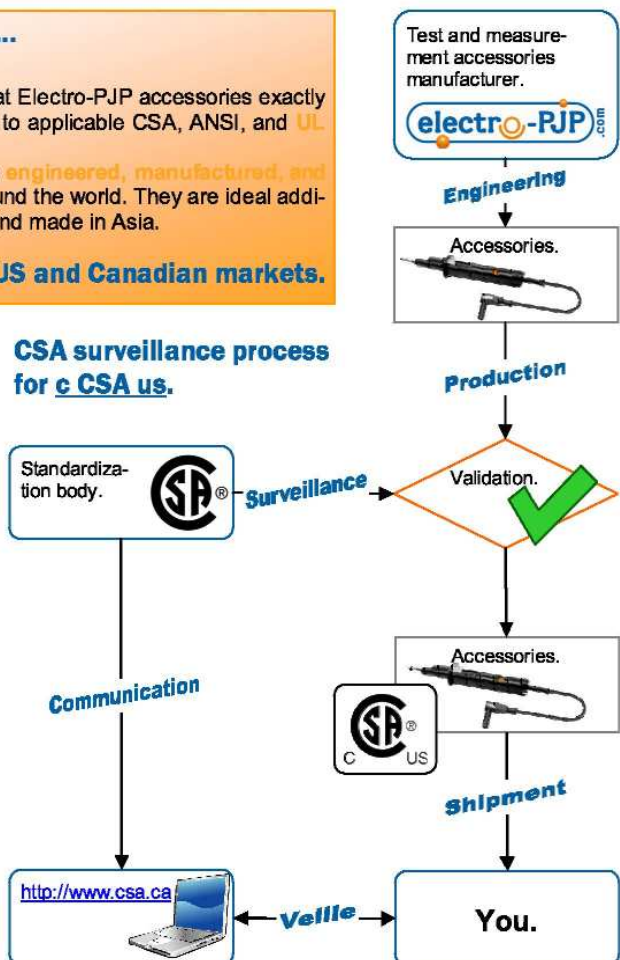 ...
at Electro-PJP accessories exactly
to applicable CSA, ANSI, and UL
engineered, manufactured, and
und the world. They are ideal addi-
nd made in Asia.
US and Canadian markets.
CSA surveillance process
for c CSA us.
Test and measure-
ment accessories
manufacturer.
electro-PJP.com
Engineering
Accessories.
Production
Standardiza-
tion body.
CSA®
Surveillance
Validation.
Communication
Accessories.
CSA®
C US
Shipment
http://www.csa.ca
Veille
You.